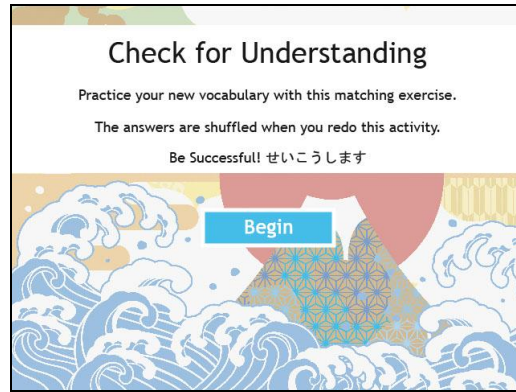 Check for Understanding
Practice your new vocabulary with this matching exercise.
The answers are shuffled when you redo this activity.
Be Successful! せいこうします
Begin